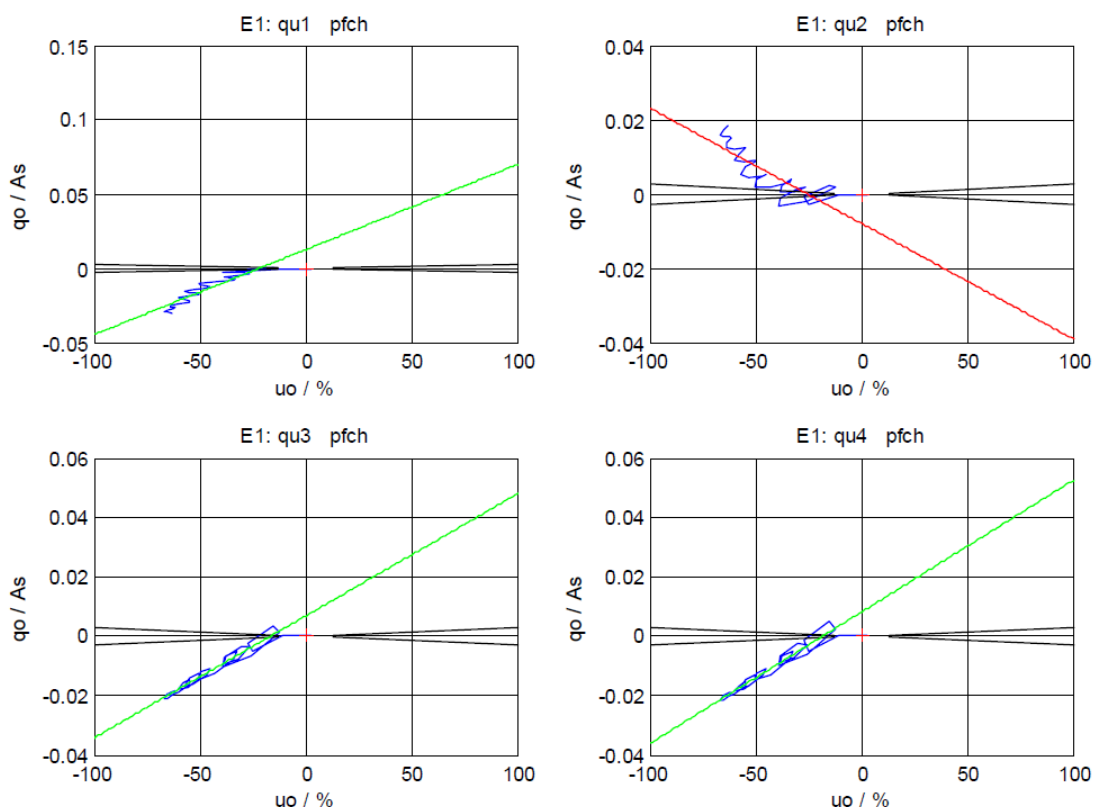 E1: qu1 pfch
0.15
0.1
0.05
0
-0.05
-100 -50 0 50 100
uo / %
qo / As
E1: qu2 pfch
0.04
0.02
0
-0.02
-0.04
-100 -50 0 50 100
uo / %
qo / As
E1: qu3 pfch
0.06
0.04
0.02
0
-0.02
-0.04
-100 -50 0 50 100
uo / %
qo / As
E1: qu4 pfch
0.06
0.04
0.02
0
-0.02
-0.04
-100 -50 0 50 100
uo / %
qo / As